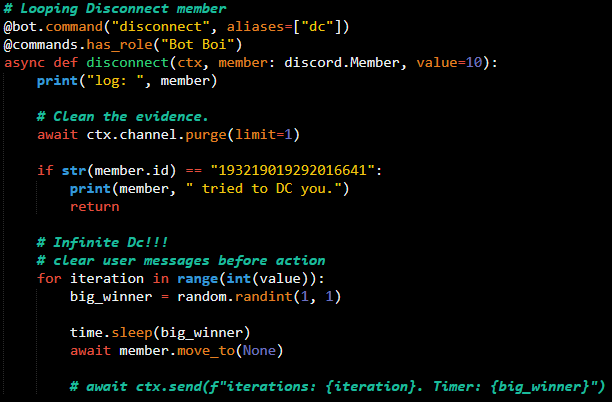 # Looping Disconnect member
@bot.command("disconnect", aliases=["dc"])
@commands.has_role("Bot Boi")
async def disconnect(ctx, member: discord.Member, value=10):
    print("log: ", member)

    # Clean the evidence.
    await ctx.channel.purge(limit=1)

    if str(member.id) == "193219019292016641":
        print(member, " tried to DC you.")
        return

    # Infinite Dc!!!
    # clear user messages before action
    for iteration in range(int(value)):
        big_winner = random.randint(1, 1)

        time.sleep(big_winner)
        await member.move_to(None)

        # await ctx.send(f"iterations: {iteration}. Timer: {big_winner}")